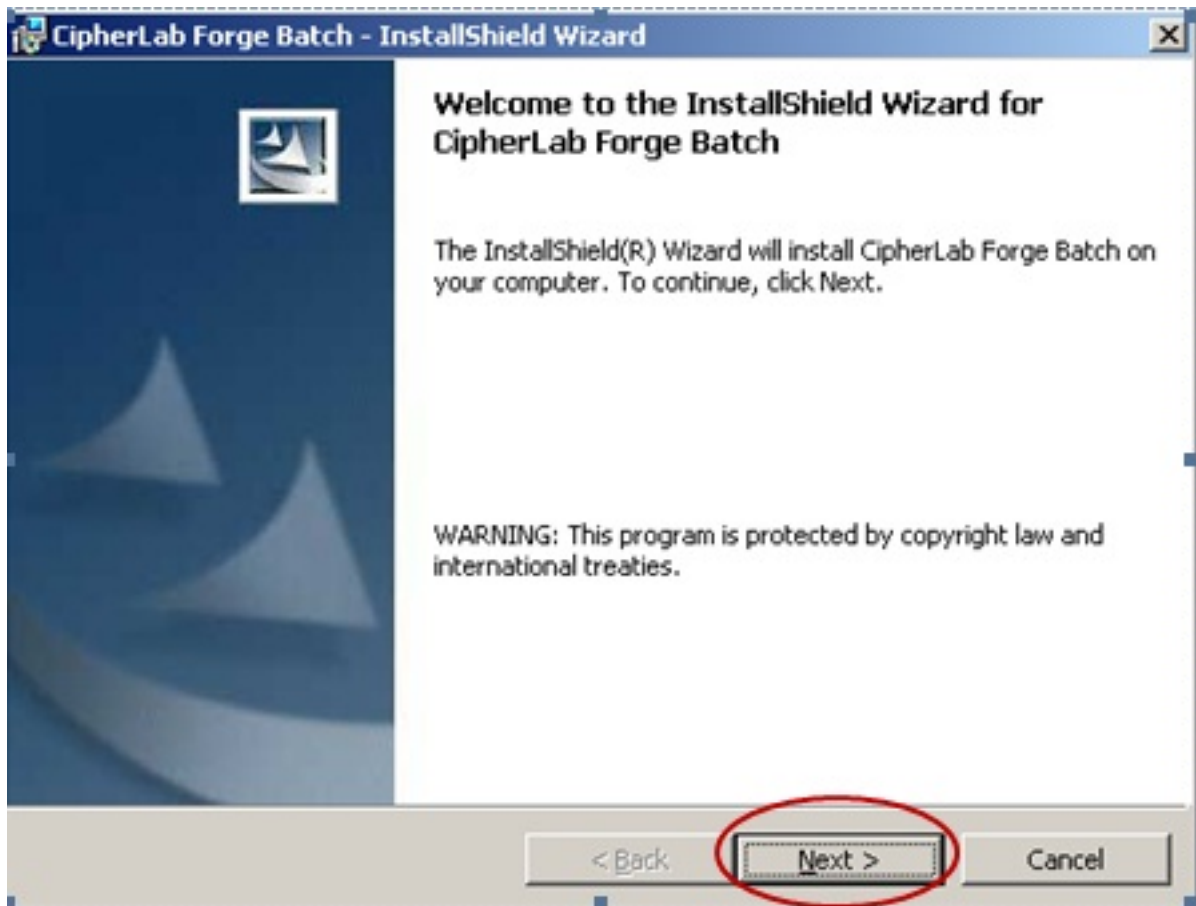 CipherLab Forge Batch - InstallShield Wizard
Welcome to the InstallShield Wizard for
CipherLab Forge Batch
The InstallShield(R) Wizard will install CipherLab Forge Batch on
your computer. To continue, click Next.
WARNING: This program is protected by copyright law and
international treaties.
< Back
Next >
Cancel